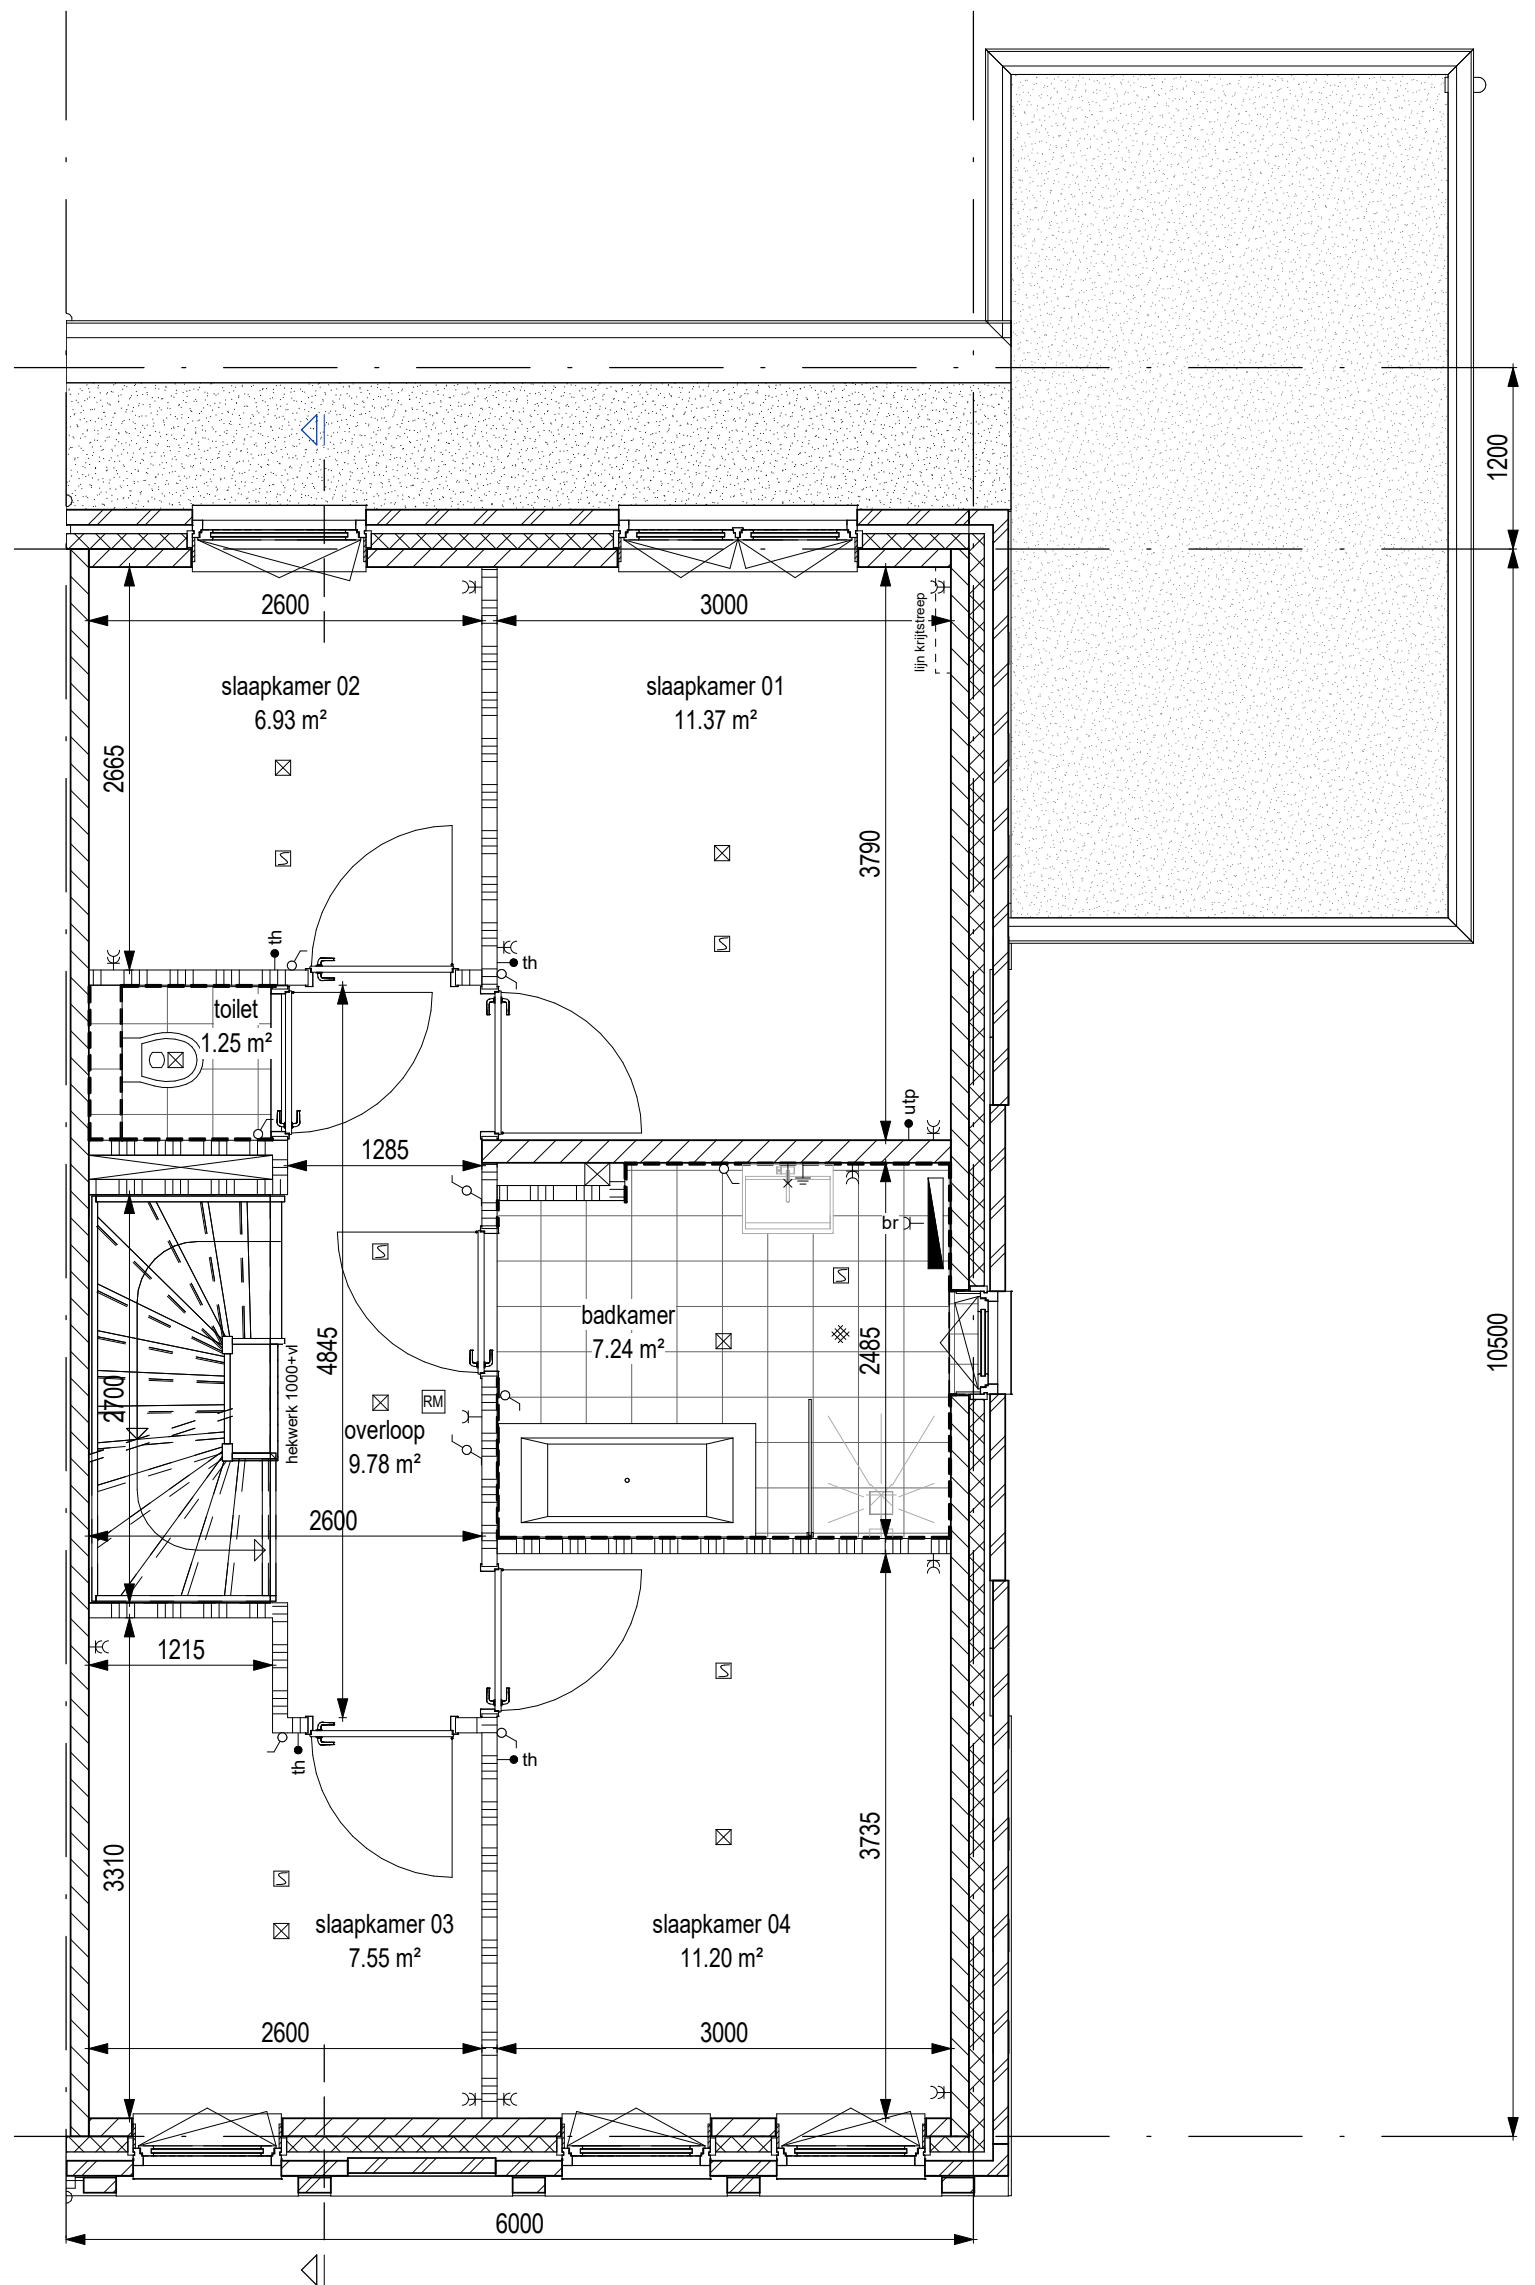 1200
2600
3000
lijn krijtstreep
slaapkamer 02
6.93 m²
slaapkamer 01
11.37 m²
2665
3790
th
th
toilet
1.25 m²
utp
1285
br
badkamer
7.24 m²
2485
4845
hekwerk 1000+vl
2700
RM
overloop
9.78 m²
10500
2600
1215
th
th
3310
3735
slaapkamer 03
7.55 m²
slaapkamer 04
11.20 m²
2600
3000
6000